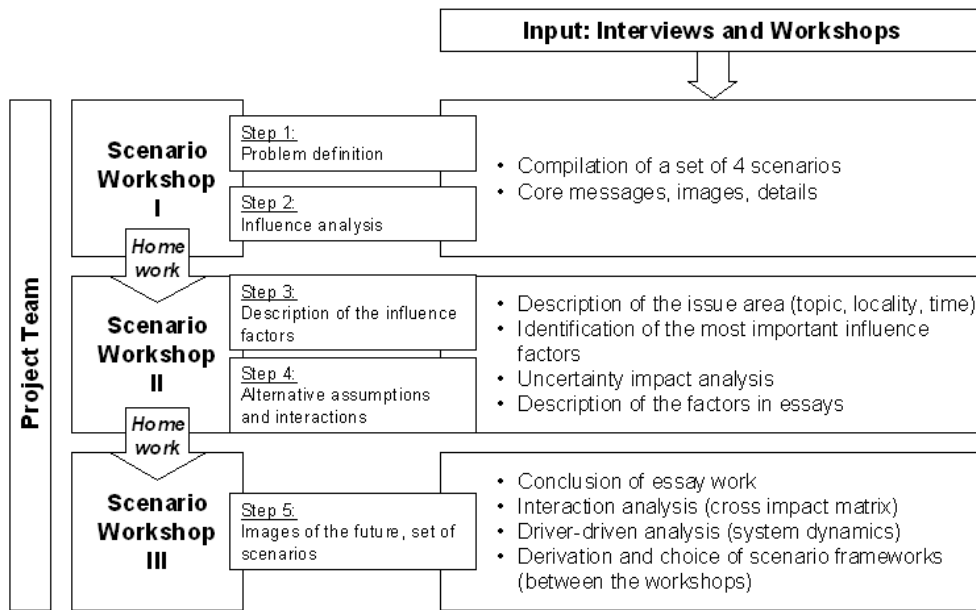 Input: Interviews and Workshops
Project Team
Scenario
Workshop
I
Step 1:
Problem definition
Step 2:
Influence analysis
• Compilation of a set of 4 scenarios
• Core messages, images, details
Home
work
Scenario
Workshop
II
Step 3:
Description of the influence
factors
Step 4:
Alternative assumptions
and interactions
• Description of the issue area (topic, locality, time)
• Identification of the most important influence
factors
• Uncertainty impact analysis
• Description of the factors in essays
Home
work
Scenario
Workshop
III
Step 5:
Images of the future, set of
scenarios
• Conclusion of essay work
• Interaction analysis (cross impact matrix)
• Driver-driven analysis (system dynamics)
• Derivation and choice of scenario frameworks
(between the workshops)